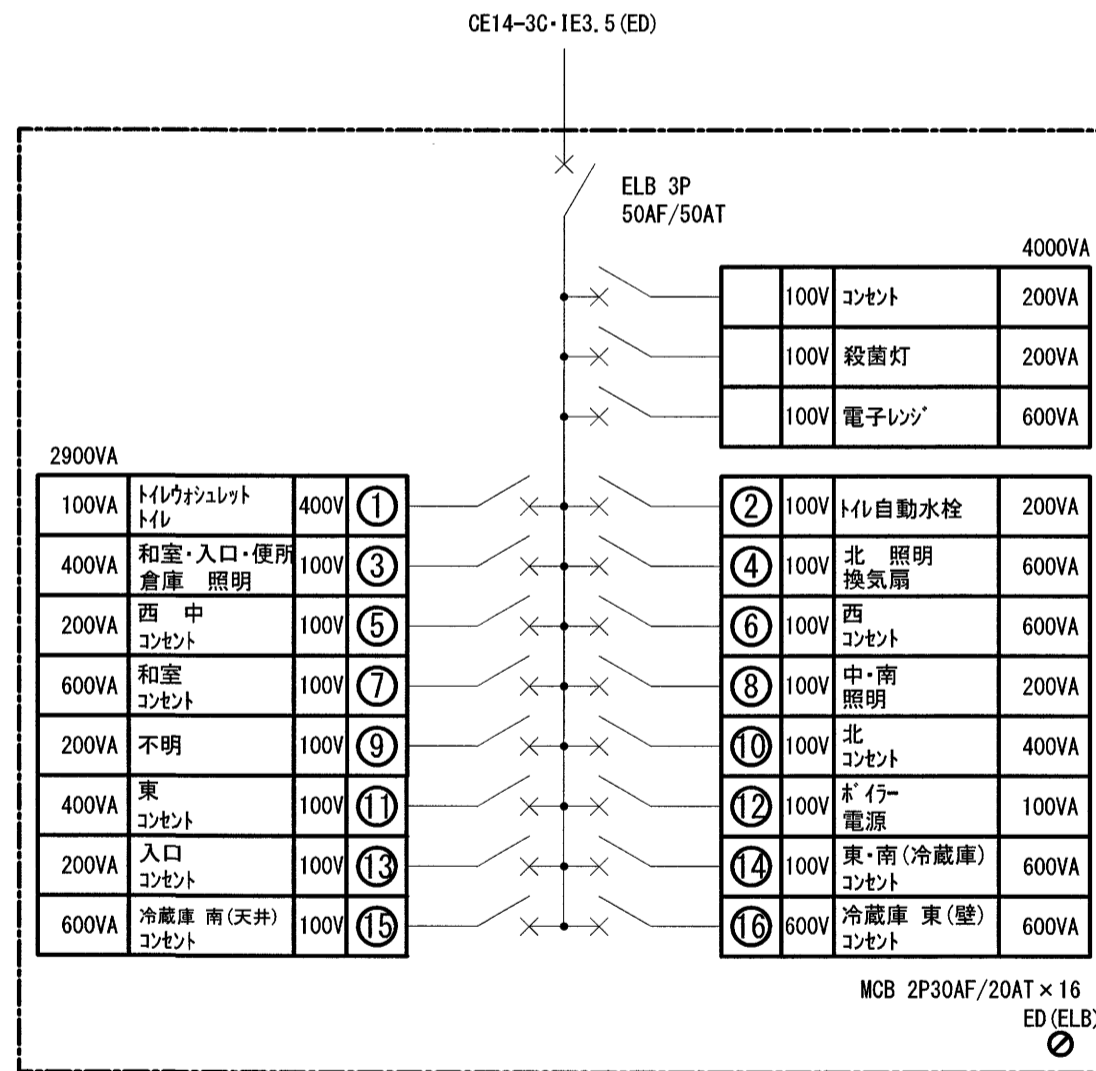 CE14-3C・IE3.5(ED)
ELB 3P
50AF/50AT
4000VA
100V コンセント 200VA
100V 殺菌灯 200VA
100V 電子レンジ 600VA
2900VA
100VA トイレウォシュレット 400V ①
トイレ
② 100V トイレ自動水栓 200VA
400VA 和室・入口・便所 100V ③
倉庫 照明
④ 100V 北 照明 600VA
換気扇
200VA 西 中 100V ⑤
コンセント
⑥ 100V 西 600VA
コンセント
600VA 和室 100V ⑦
コンセント
⑧ 100V 中・南 200VA
照明
200VA 不明 100V ⑨
⑩ 100V 北 400VA
コンセント
400VA 東 100V ⑪
コンセント
⑫ 100V ボイラー 100VA
電源
200VA 入口 100V ⑬
コンセント
⑭ 100V 東・南(冷蔵庫) 600VA
コンセント
600VA 冷蔵庫 南(天井) 100V ⑮
コンセント
⑯ 600V 冷蔵庫 東(壁) 600VA
コンセント
MCB 2P30AF/20AT×16
ED(ELB)